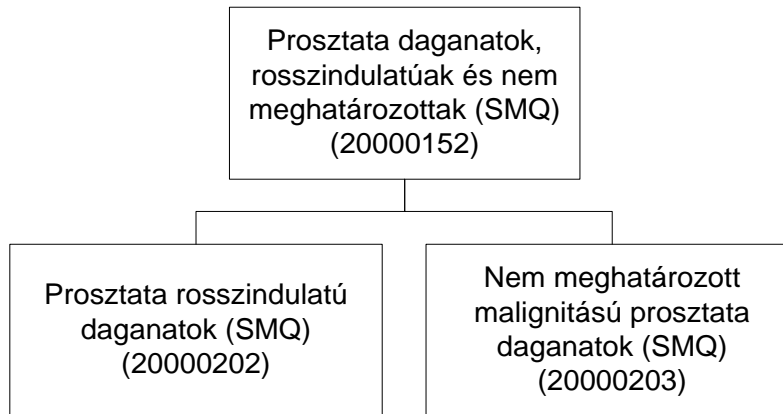 Prosztata daganatok,
rosszindulatúak és nem
meghatározottak (SMQ)
(20000152)
Prosztata rosszindulatú
daganatok (SMQ)
(20000202)
Nem meghatározott
malignitású prosztata
daganatok (SMQ)
(20000203)